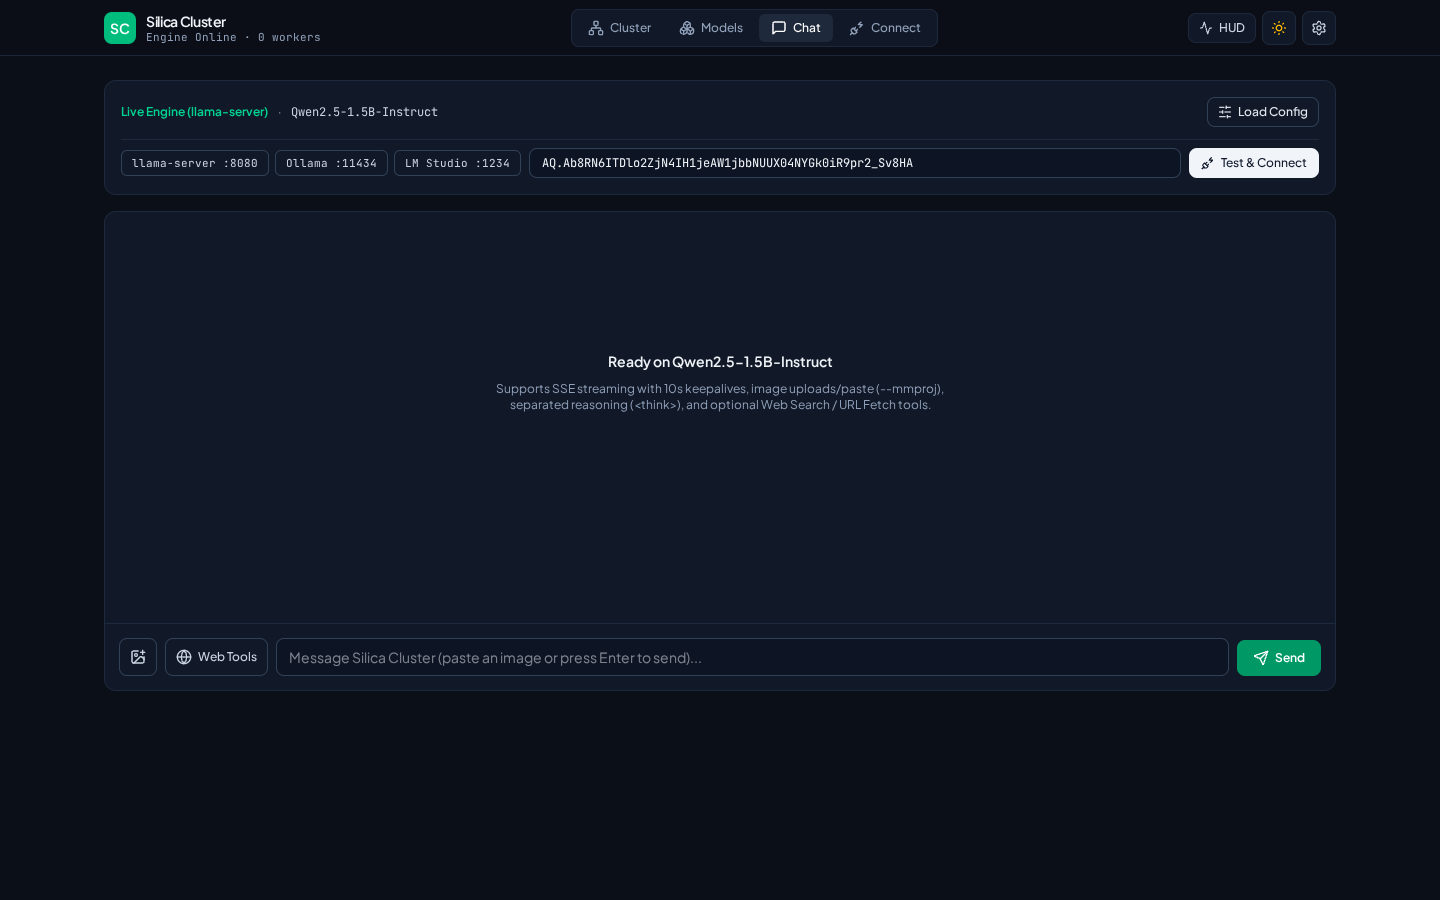 SC
Silica Cluster
Engine Online · 0 workers
Cluster
Models
Chat
Connect
HUD
Live Engine (llama-server) · Qwen2.5-1.5B-Instruct
Load Config
llama-server :8080
Ollama :11434
LM Studio :1234
AQ.Ab8RN6ITDlo2ZjN4IH1jeAW1jbbNUUX04NYGk0iR9pr2_Sv8HA
Test & Connect
Ready on Qwen2.5-1.5B-Instruct
Supports SSE streaming with 10s keepalives, image uploads/paste (--mmproj),
separated reasoning (<think>), and optional Web Search / URL Fetch tools.
Web Tools
Message Silica Cluster (paste an image or press Enter to send)...
Send